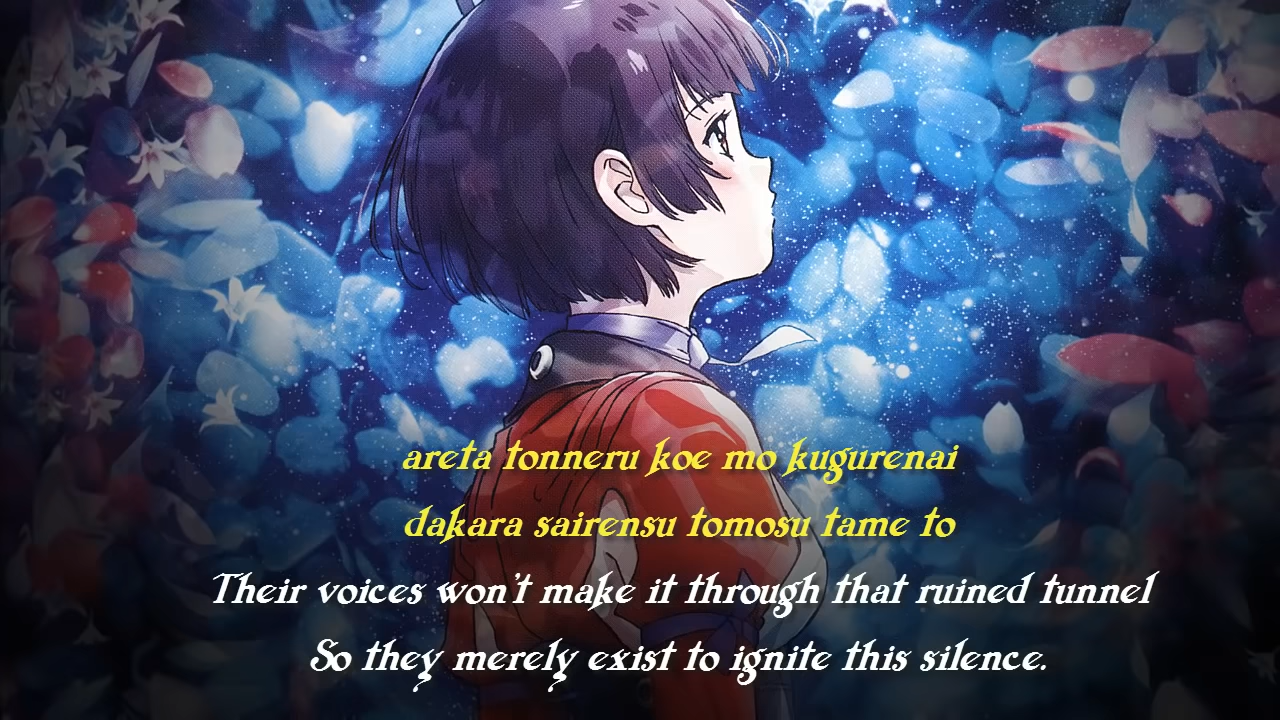 areta tonneru koe mo kugurenai
dakara sairensu tomosu tame to
Their voices won't make it through that ruined tunnel
So they merely exist to ignite this silence.